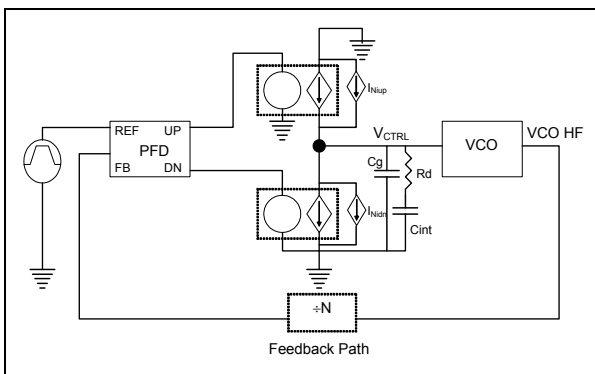 I_Niup
REF UP
PFD
FB DN
V_CTRL
VCO
VCO HF
Cg
Rd
I_Nidn
Cint
÷N
Feedback Path